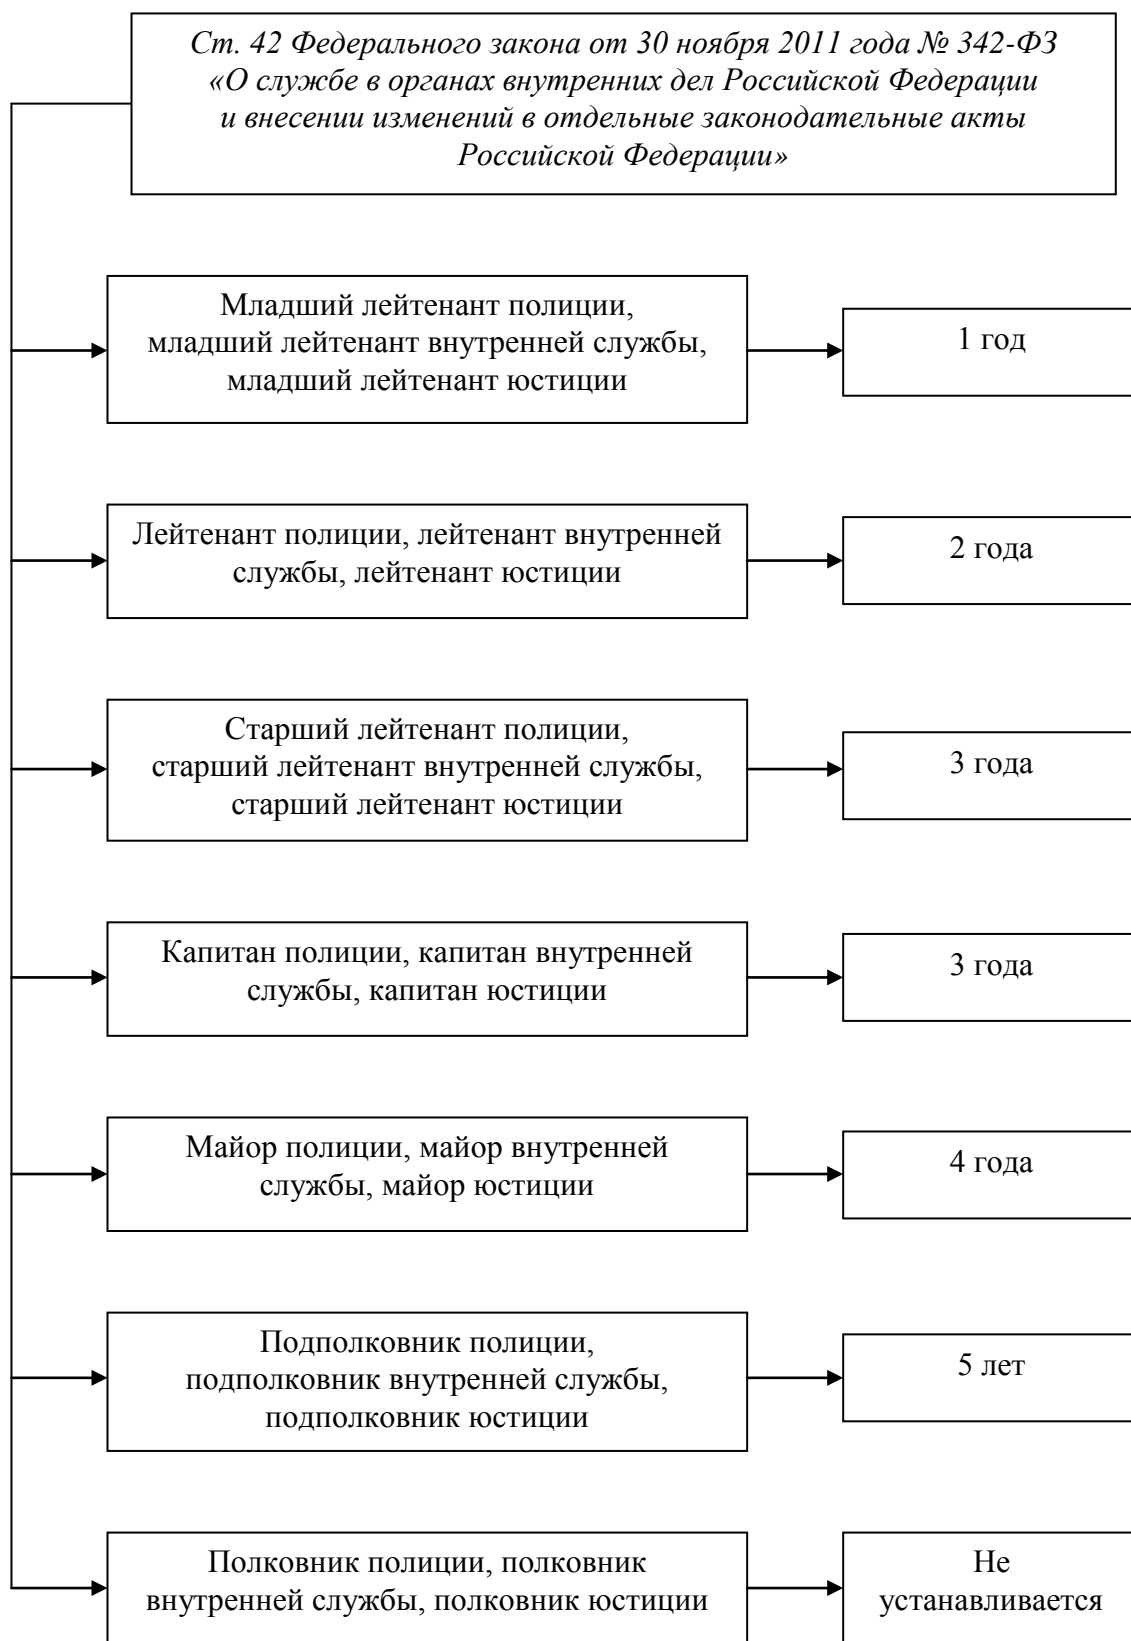 Ст. 42 Федерального закона от 30 ноября 2011 года № 342-ФЗ
«О службе в органах внутренних дел Российской Федерации
и внесении изменений в отдельные законодательные акты
Российской Федерации»
Младший лейтенант полиции,
младший лейтенант внутренней службы,
младший лейтенант юстиции
1 год
Лейтенант полиции, лейтенант внутренней
службы, лейтенант юстиции
2 года
Старший лейтенант полиции,
старший лейтенант внутренней службы,
старший лейтенант юстиции
3 года
Капитан полиции, капитан внутренней
службы, капитан юстиции
3 года
Майор полиции, майор внутренней
службы, майор юстиции
4 года
Подполковник полиции,
подполковник внутренней службы,
подполковник юстиции
5 лет
Полковник полиции, полковник
внутренней службы, полковник юстиции
Не
устанавливается